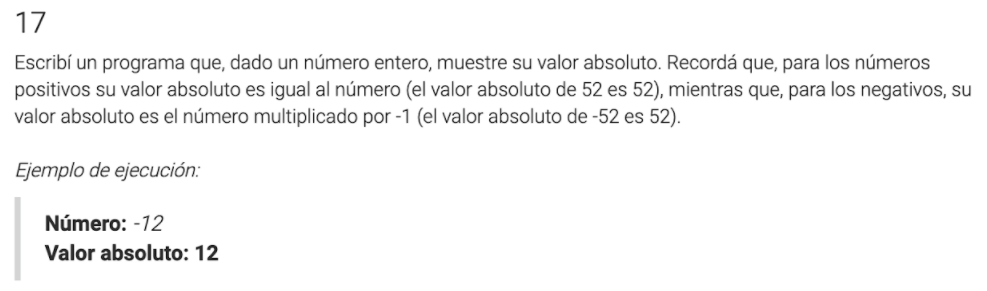 17
Escribí un programa que, dado un número entero, muestre su valor absoluto. Recordá que, para los números
positivos su valor absoluto es igual al número (el valor absoluto de 52 es 52), mientras que, para los negativos, su
valor absoluto es el número multiplicado por -1 (el valor absoluto de -52 es 52).
Ejemplo de ejecución:
Número: -12
Valor absoluto: 12